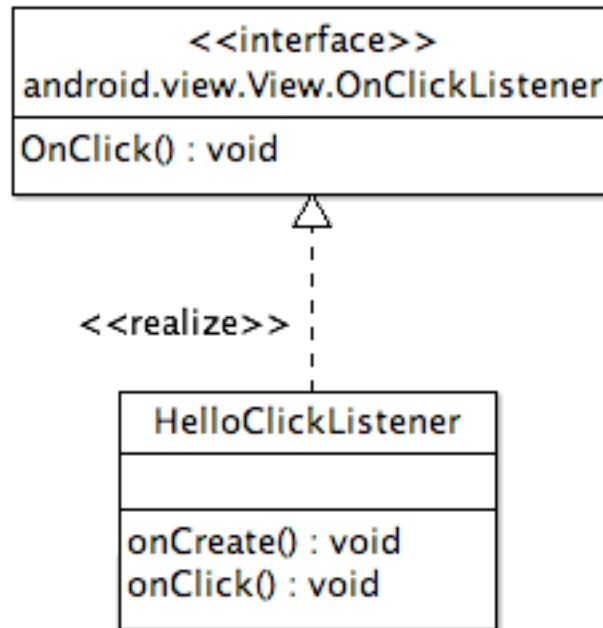 <<interface>>
android.view.View.OnClickListener
OnClick() : void
<<realize>>
HelloClickListener
onCreate() : void
onClick() : void